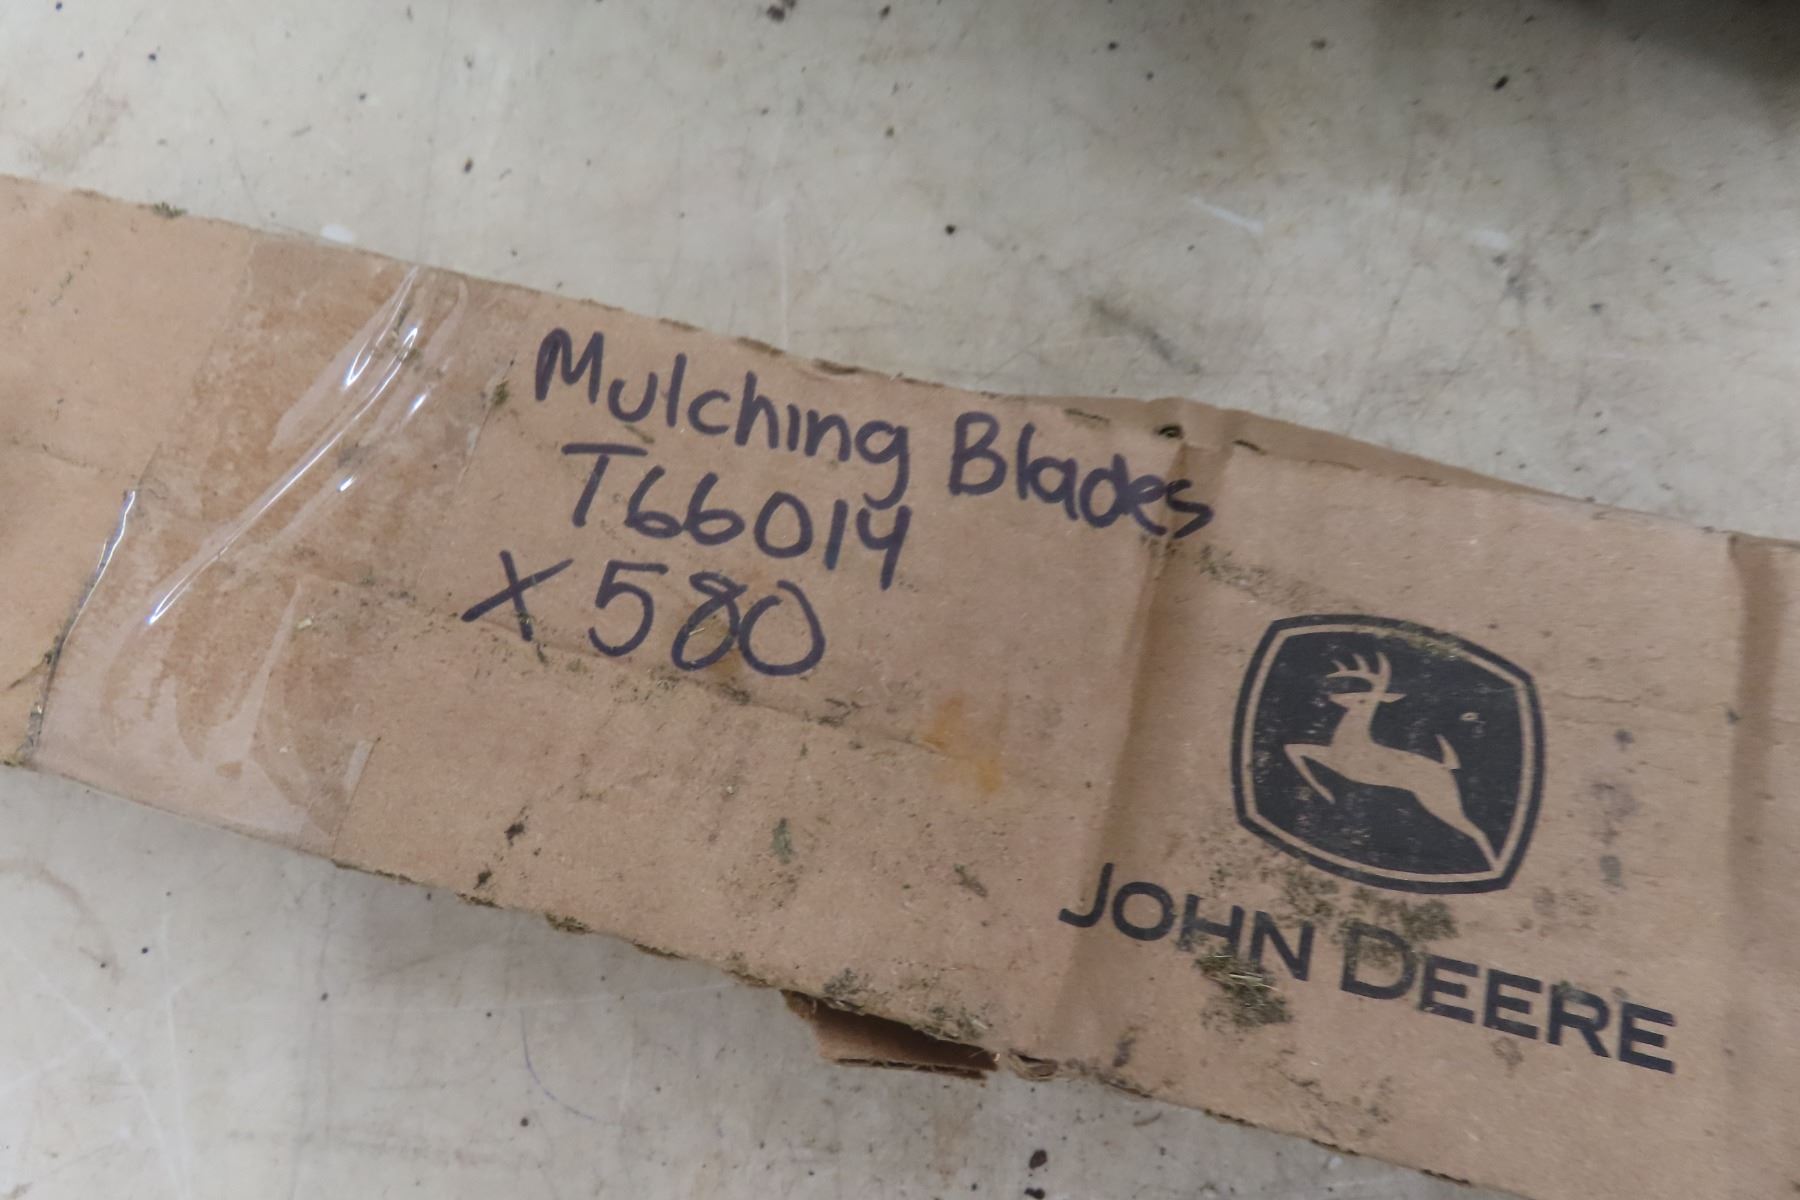 Mulching Blades
T66014
X580
JOHN DEERE